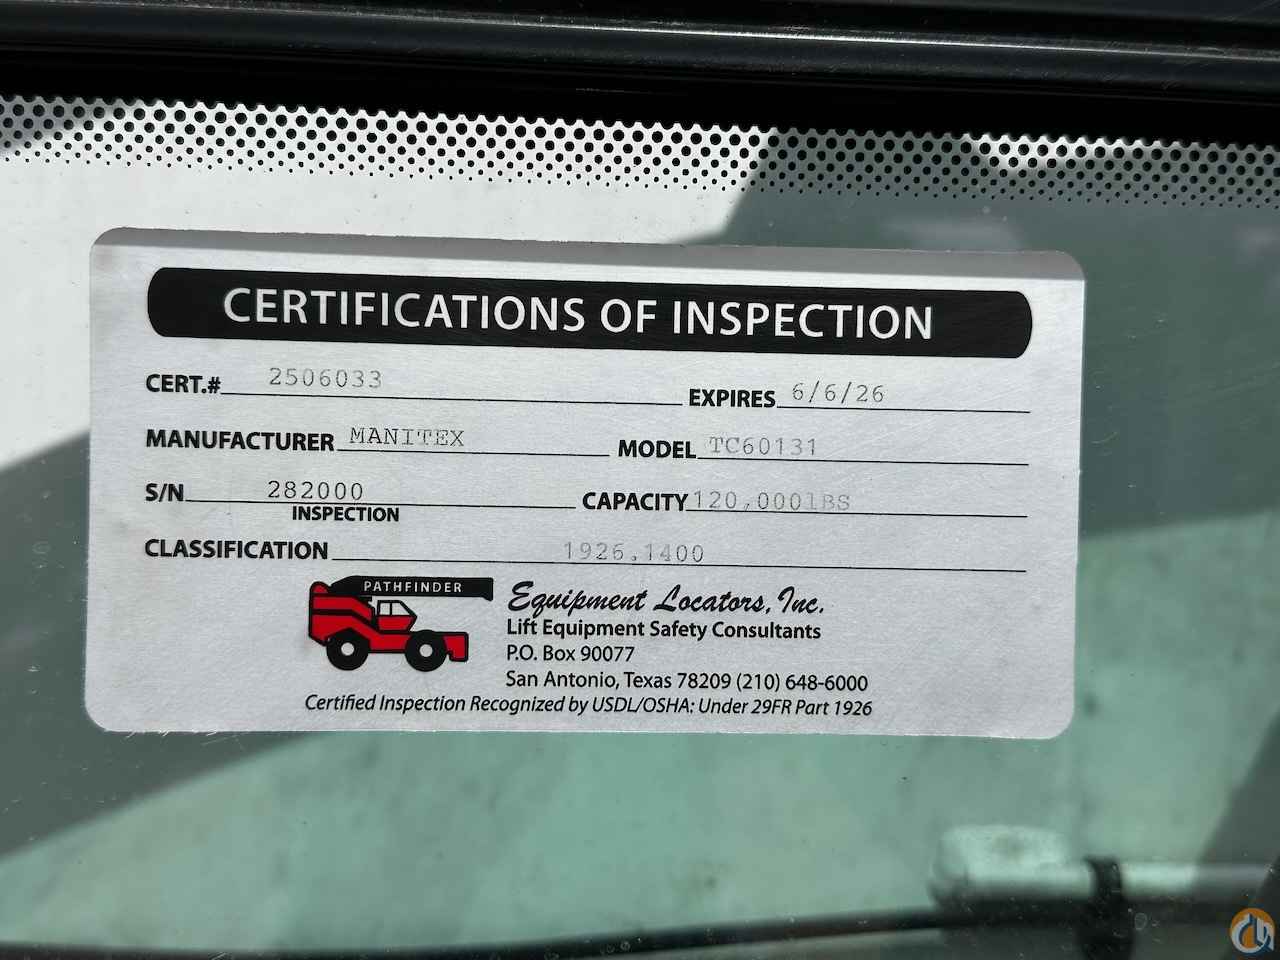 CERTIFICATIONS OF INSPECTION
CERT.# 2506033 EXPIRES 6/6/26
MANUFACTURER MANITEX MODEL TC60131
S/N 282000 CAPACITY 120,000lBS
INSPECTION
CLASSIFICATION 1926.1400
PATHFINDER
Equipment Locators, Inc.
Lift Equipment Safety Consultants
P.O. Box 90077
San Antonio, Texas 78209 (210) 648-6000
Certified Inspection Recognized by USDL/OSHA: Under 29FR Part 1926